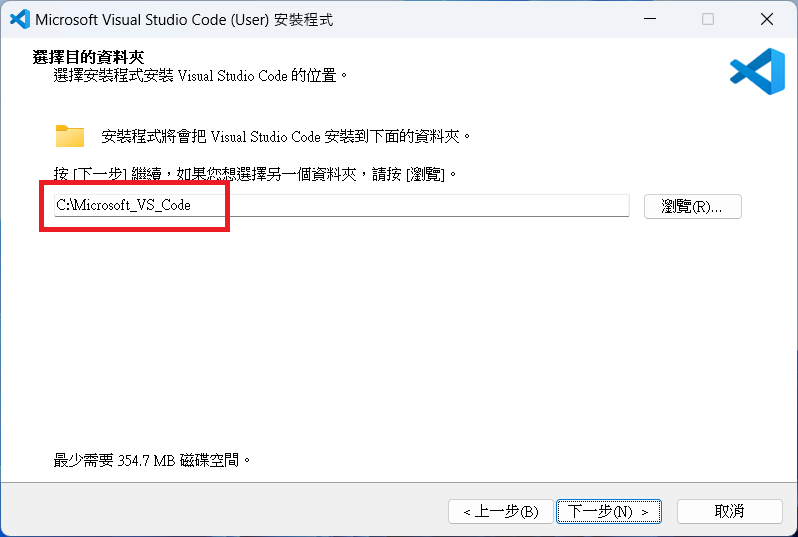 Microsoft Visual Studio Code (User) 安裝程式
選擇目的資料夾
選擇安裝程式安裝 Visual Studio Code 的位置。
安裝程式將會把 Visual Studio Code 安裝到下面的資料夾。
按 [下一步] 繼續，如果您想選擇另一個資料夾，請按 [瀏覽]。
C:\Microsoft_VS_Code
瀏覽(R)...
最少需要 354.7 MB 磁碟空間。
< 上一步(B)
下一步(N) >
取消